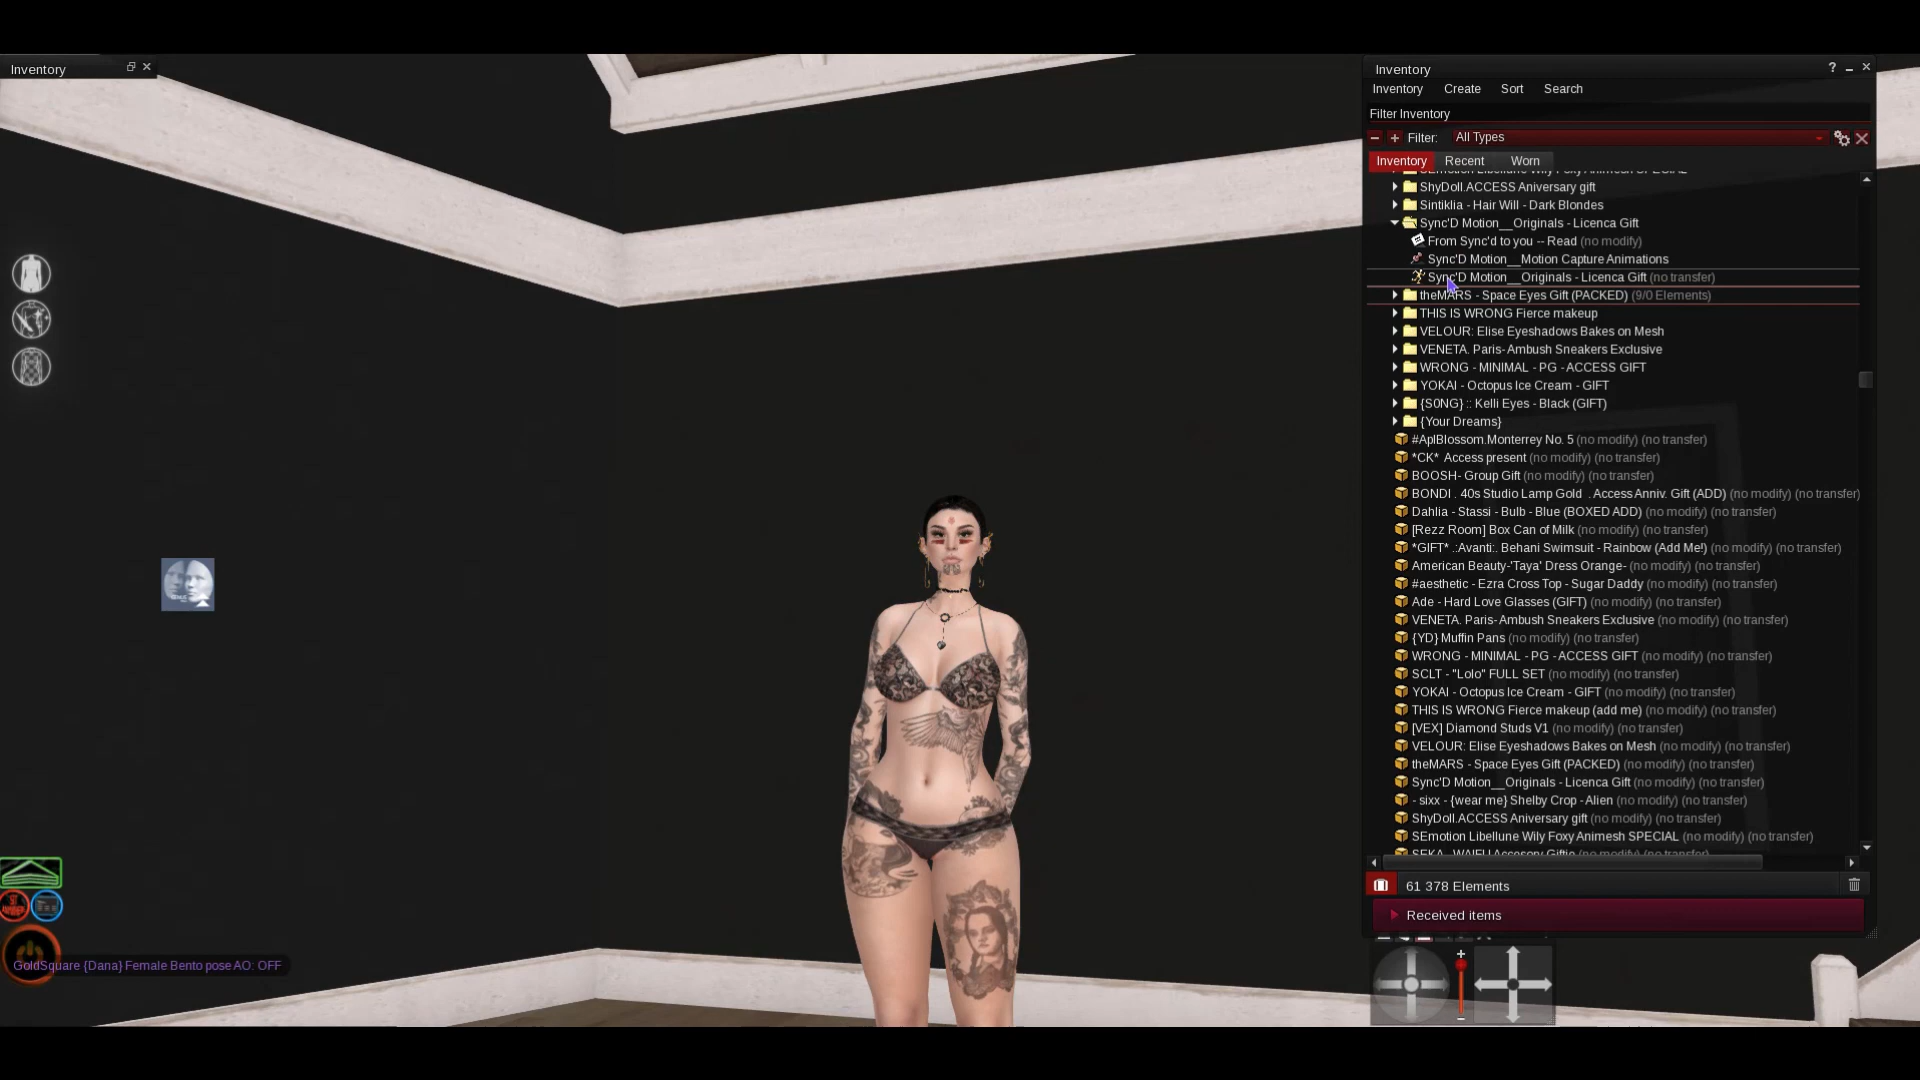 Inventory
Inventory
Inventory Create Sort Search
Filter Inventory
Filter: All Types
Inventory Recent Worn
SEmotion Libellune Wily Foxy Animesh SPECIAL
ShyDoll.ACCESS Aniversary gift
Sintiklia - Hair Will - Dark Blondes
Sync'D Motion__Originals - Licenca Gift
From Sync'd to you -- Read (no modify)
Sync'D Motion__Motion Capture Animations
Sync'D Motion__Originals - Licenca Gift (no transfer)
theMARS - Space Eyes Gift (PACKED) (9/0 Elements)
THIS IS WRONG Fierce makeup
VELOUR: Elise Eyeshadows Bakes on Mesh
VENETA. Paris- Ambush Sneakers Exclusive
WRONG - MINIMAL - PG - ACCESS GIFT
YOKAI - Octopus Ice Cream - GIFT
{S0NG} :: Kelli Eyes - Black (GIFT)
{Your Dreams}
#AplBlossom.Monterrey No. 5 (no modify) (no transfer)
*CK* Access present (no modify) (no transfer)
BOOSH- Group Gift (no modify) (no transfer)
BONDI . 40s Studio Lamp Gold . Access Anniv. Gift (ADD) (no modify) (no transfer)
Dahlia - Stassi - Bulb - Blue (BOXED ADD) (no modify) (no transfer)
[Rezz Room] Box Can of Milk (no modify) (no transfer)
*GIFT* .:Avanti:. Behani Swimsuit - Rainbow (Add Me!) (no modify) (no transfer)
American Beauty-'Taya' Dress Orange- (no modify) (no transfer)
#aesthetic - Ezra Cross Top - Sugar Daddy (no modify) (no transfer)
Ade - Hard Love Glasses (GIFT) (no modify) (no transfer)
VENETA. Paris- Ambush Sneakers Exclusive (no modify) (no transfer)
{YD} Muffin Pans (no modify) (no transfer)
WRONG - MINIMAL - PG - ACCESS GIFT (no modify) (no transfer)
SCLT - "Lolo" FULL SET (no modify) (no transfer)
YOKAI - Octopus Ice Cream - GIFT (no modify) (no transfer)
THIS IS WRONG Fierce makeup (add me) (no modify) (no transfer)
[VEX] Diamond Studs V1 (no modify) (no transfer)
VELOUR: Elise Eyeshadows Bakes on Mesh (no modify) (no transfer)
theMARS - Space Eyes Gift (PACKED) (no modify) (no transfer)
Sync'D Motion__Originals - Licenca Gift (no modify) (no transfer)
- sixx - {wear me} Shelby Crop - Alien (no modify) (no transfer)
ShyDoll.ACCESS Aniversary gift (no modify) (no transfer)
SEmotion Libellune Wily Foxy Animesh SPECIAL (no modify) (no transfer)
SEKA - WAIFU Accesory Giftie (no modify) (no transfer)
61 378 Elements
Received items
GoldSquare {Dana} Female Bento pose AO: OFF